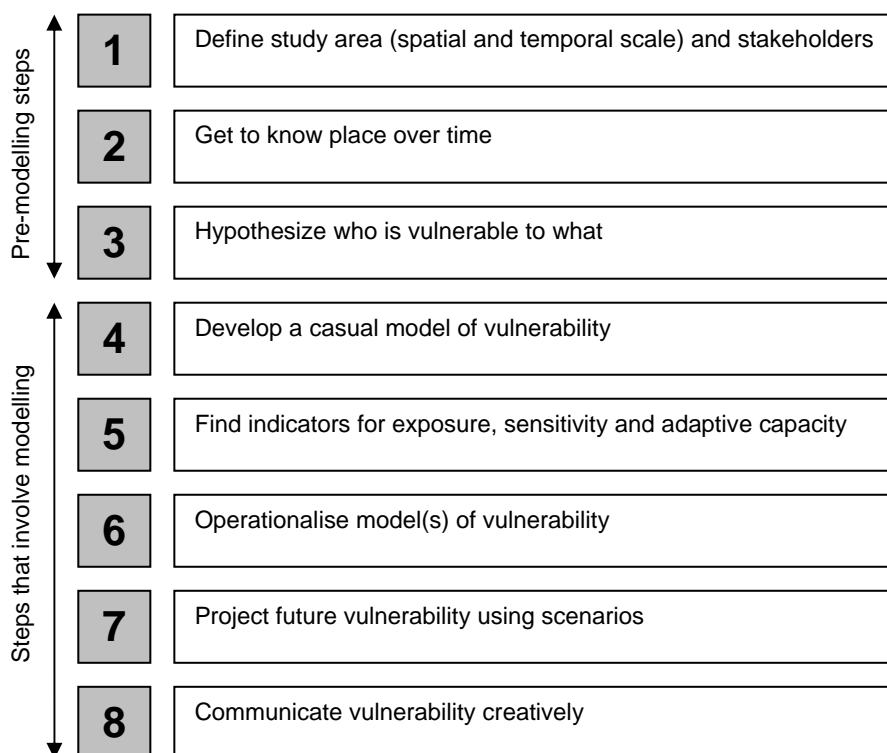 Pre-modelling steps
1
Define study area (spatial and temporal scale) and stakeholders
2
Get to know place over time
3
Hypothesize who is vulnerable to what
Steps that involve modelling
4
Develop a casual model of vulnerability
5
Find indicators for exposure, sensitivity and adaptive capacity
6
Operationalise model(s) of vulnerability
7
Project future vulnerability using scenarios
8
Communicate vulnerability creatively